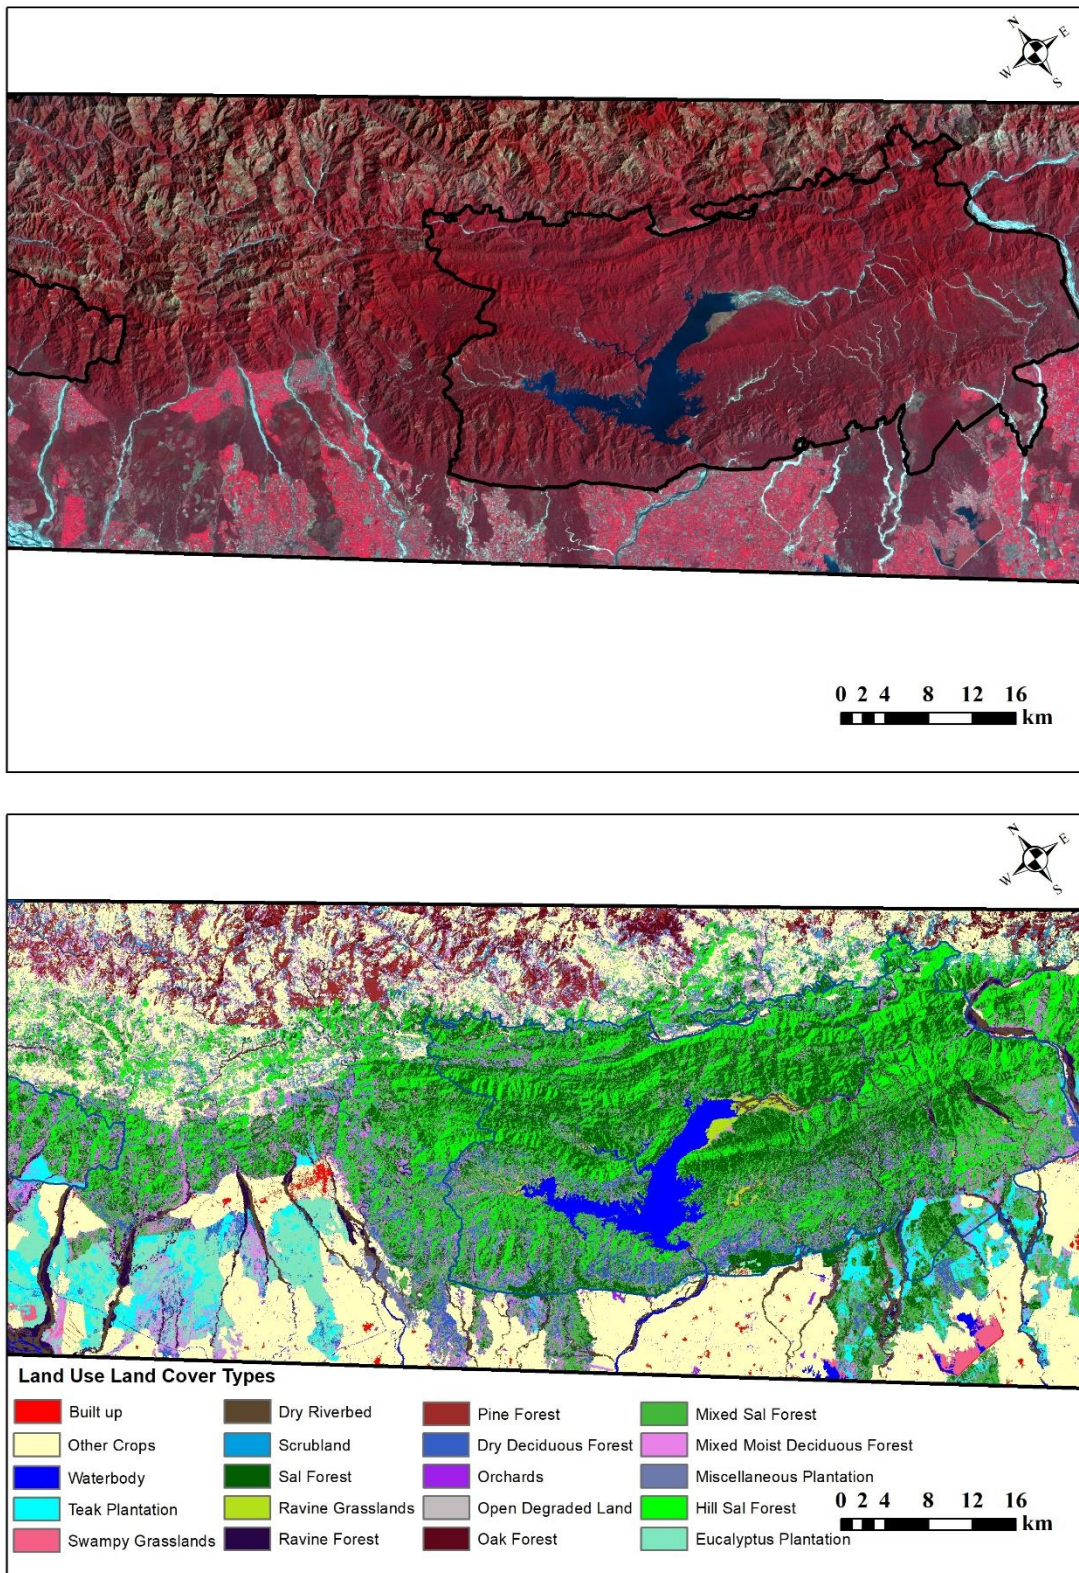 N
E
W
S
0 2 4 8 12 16
km
N
E
W
S
Land Use Land Cover Types
Built up
Dry Riverbed
Pine Forest
Mixed Sal Forest
Other Crops
Scrubland
Dry Deciduous Forest
Mixed Moist Deciduous Forest
Waterbody
Sal Forest
Orchards
Miscellaneous Plantation
Teak Plantation
Ravine Grasslands
Open Degraded Land
Hill Sal Forest
Swampy Grasslands
Ravine Forest
Oak Forest
Eucalyptus Plantation
0 2 4 8 12 16
km